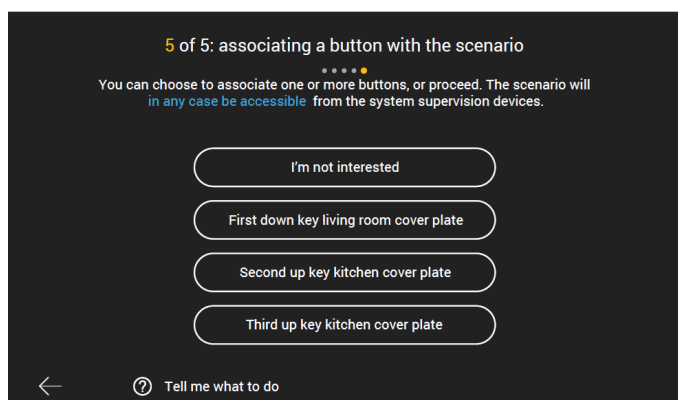 5 of 5: associating a button with the scenario
You can choose to associate one or more buttons, or proceed. The scenario will
in any case be accessible from the system supervision devices.
I'm not interested
First down key living room cover plate
Second up key kitchen cover plate
Third up key kitchen cover plate
? Tell me what to do